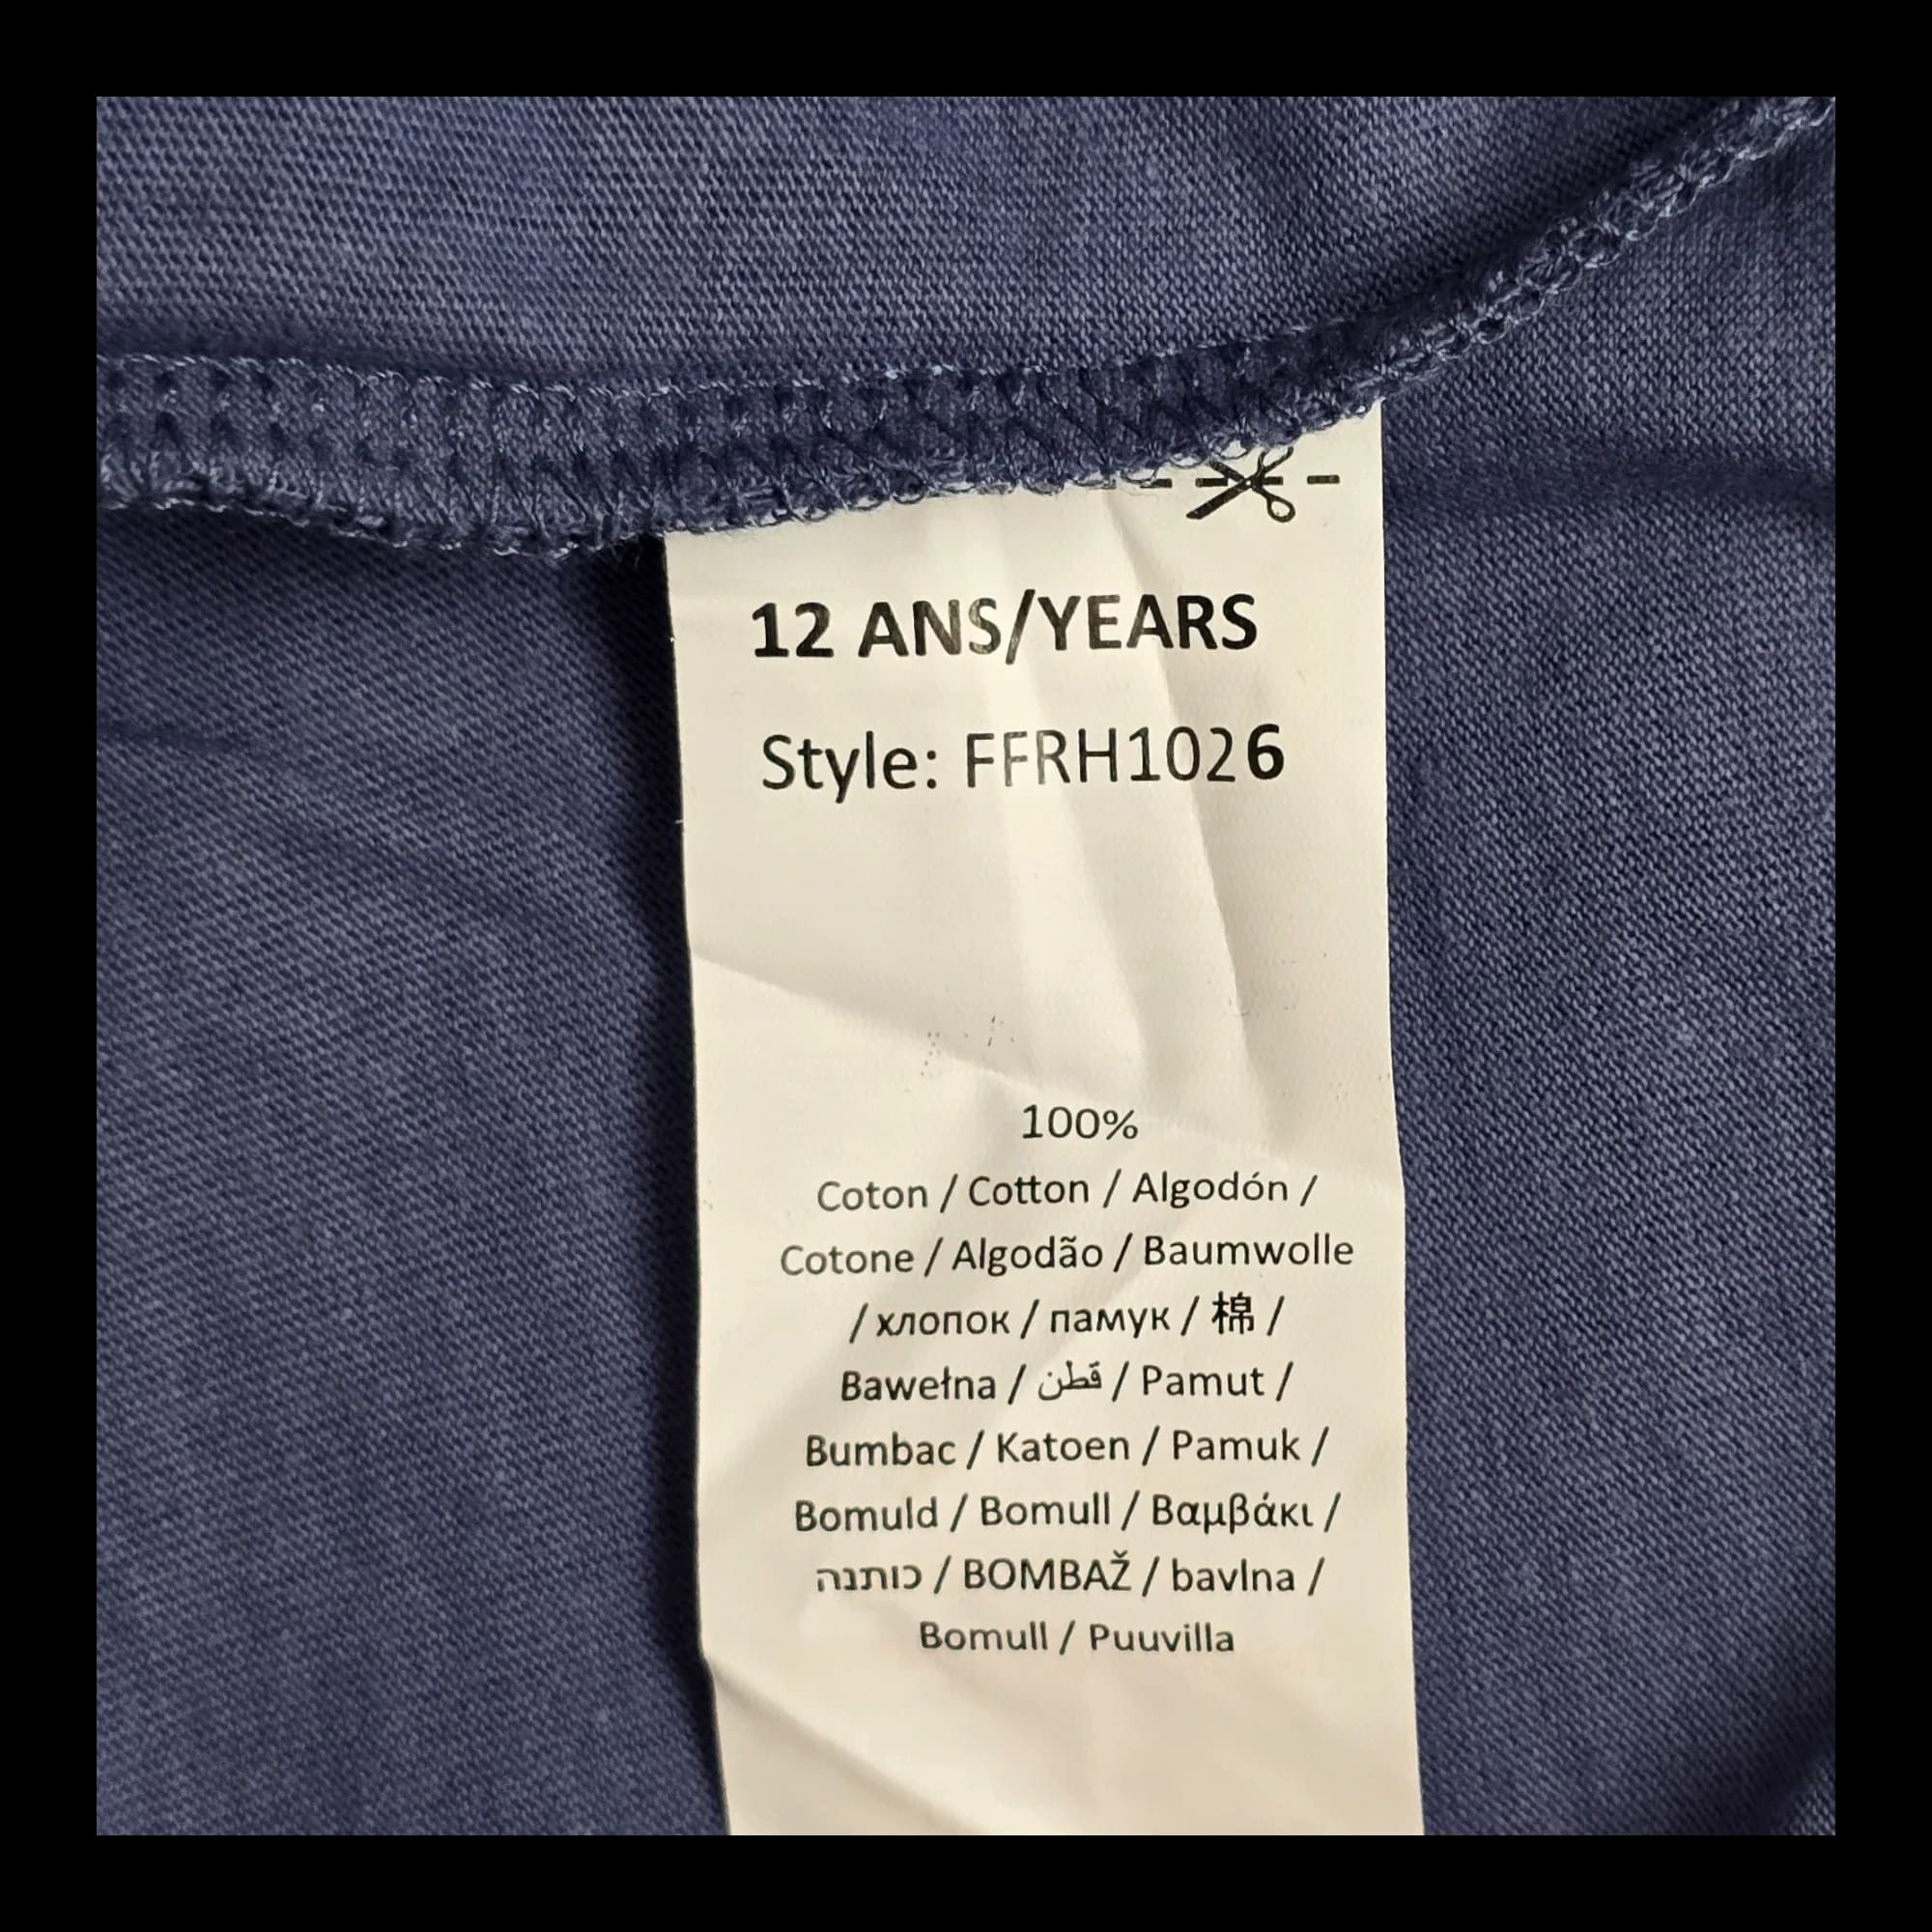 12 ANS/YEARS
Style: FFRH1026
100%
Coton / Cotton / Algodón /
Cotone / Algodão / Baumwolle
/ хлопок / памук / 棉 /
Bawełna / قطن / Pamut /
Bumbac / Katoen / Pamuk /
Bomuld / Bomull / Βαμβάκι /
כותנה / BOMBAŽ / bavlna /
Bomull / Puuvilla